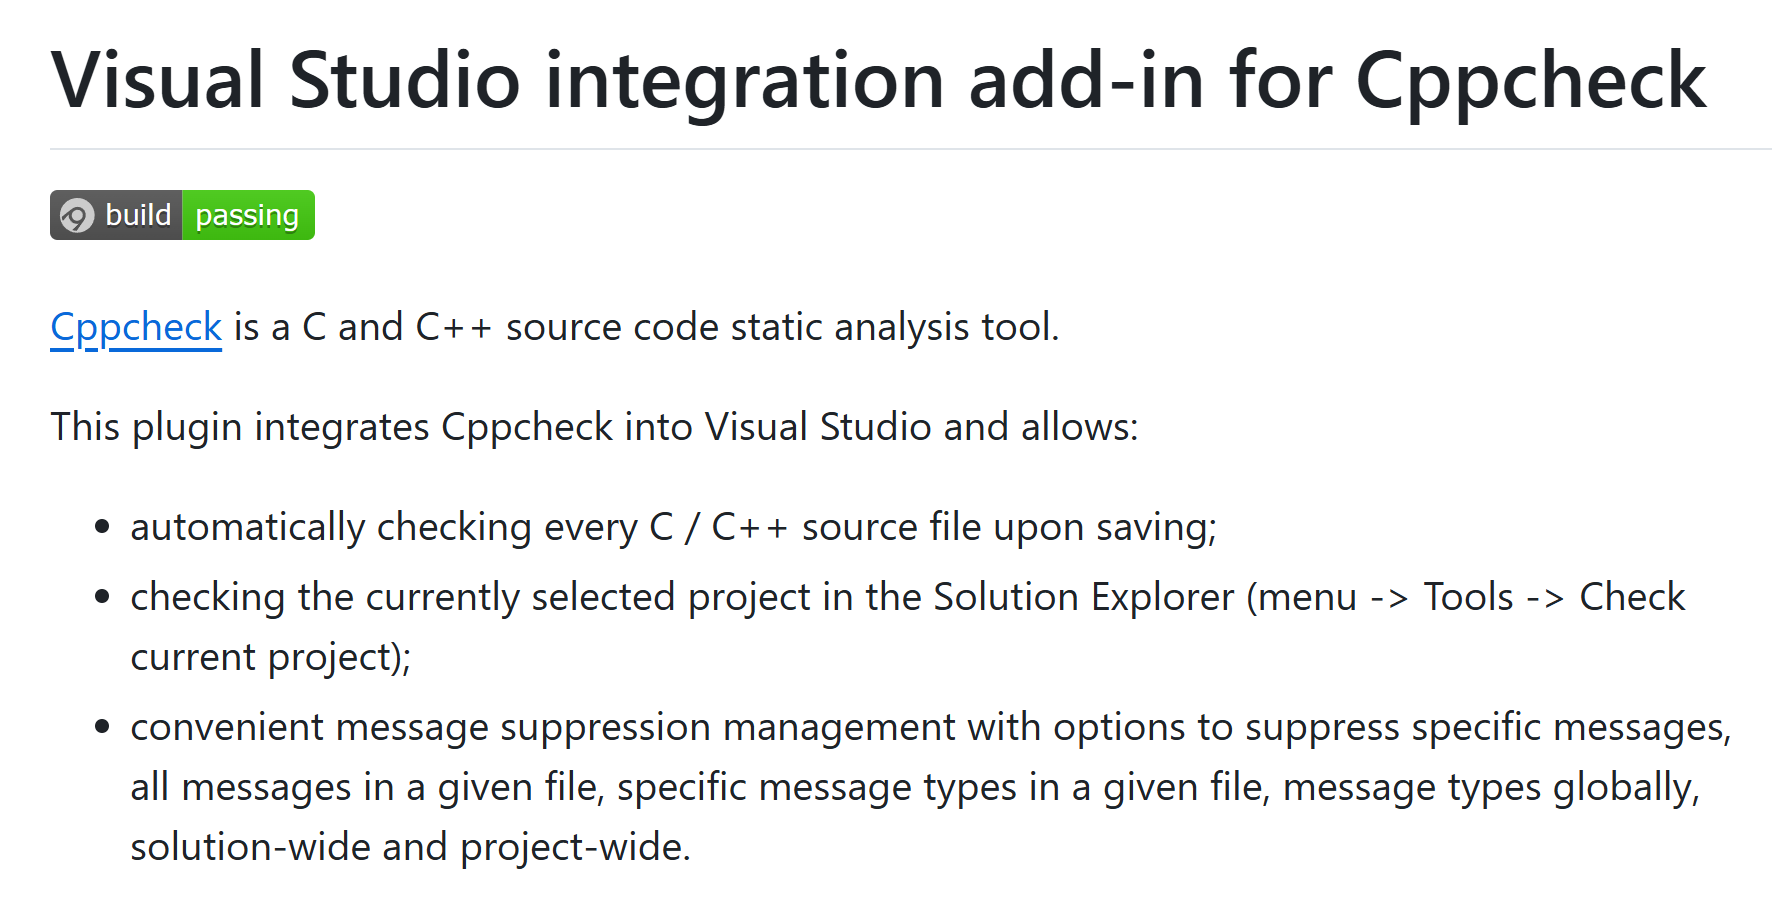 Visual Studio integration add-in for Cppcheck
build passing
Cppcheck is a C and C++ source code static analysis tool.
This plugin integrates Cppcheck into Visual Studio and allows:
• automatically checking every C / C++ source file upon saving;
• checking the currently selected project in the Solution Explorer (menu -> Tools -> Check
current project);
• convenient message suppression management with options to suppress specific messages,
all messages in a given file, specific message types in a given file, message types globally,
solution-wide and project-wide.